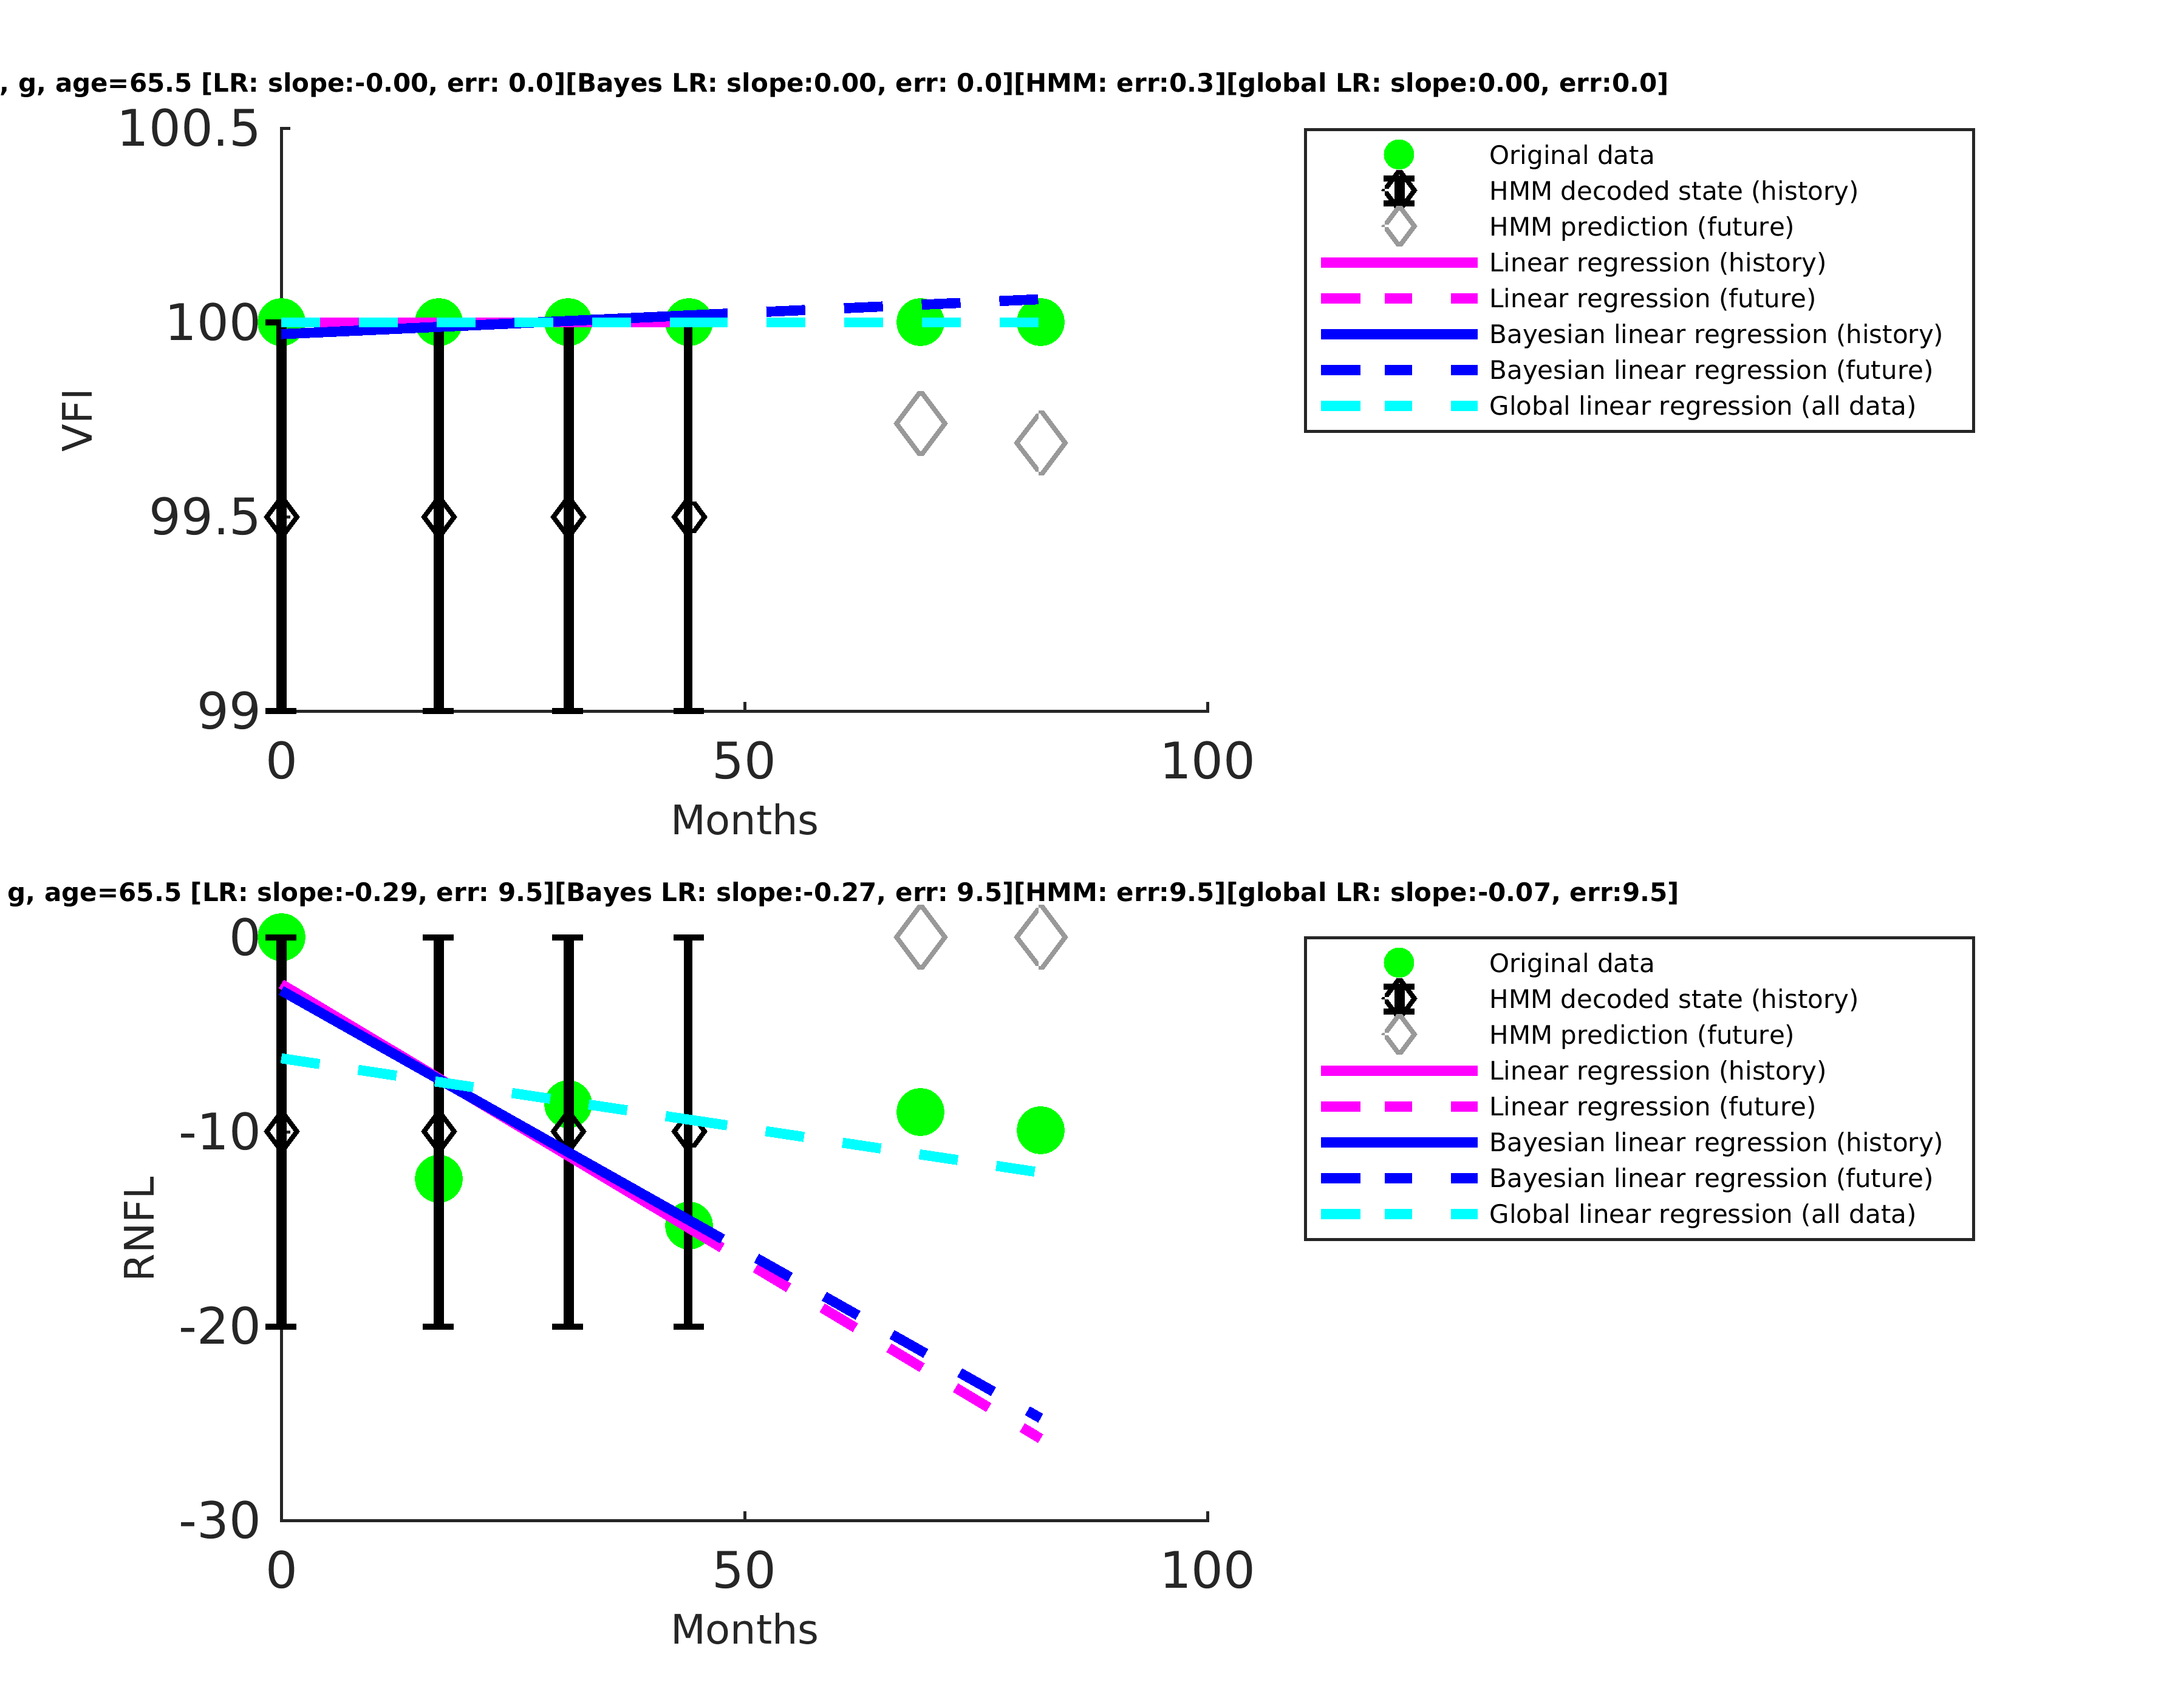 , g, age=65.5 [LR: slope:-0.00, err: 0.0][Bayes LR: slope:0.00, err: 0.0][HMM: err:0.3][global LR: slope:0.00, err:0.0]
100.5
100
99.5
99
VFI
0 50 100
Months
Original data
HMM decoded state (history)
HMM prediction (future)
Linear regression (history)
Linear regression (future)
Bayesian linear regression (history)
Bayesian linear regression (future)
Global linear regression (all data)
g, age=65.5 [LR: slope:-0.29, err: 9.5][Bayes LR: slope:-0.27, err: 9.5][HMM: err:9.5][global LR: slope:-0.07, err:9.5]
0
-10
-20
-30
RNFL
0 50 100
Months
Original data
HMM decoded state (history)
HMM prediction (future)
Linear regression (history)
Linear regression (future)
Bayesian linear regression (history)
Bayesian linear regression (future)
Global linear regression (all data)